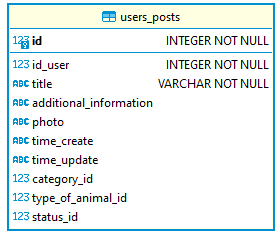 users_posts
123 id INTEGER NOT NULL
123 id_user INTEGER NOT NULL
ABC title VARCHAR NOT NULL
ABC additional_information
ABC photo
ABC time_create
ABC time_update
123 category_id
123 type_of_animal_id
123 status_id